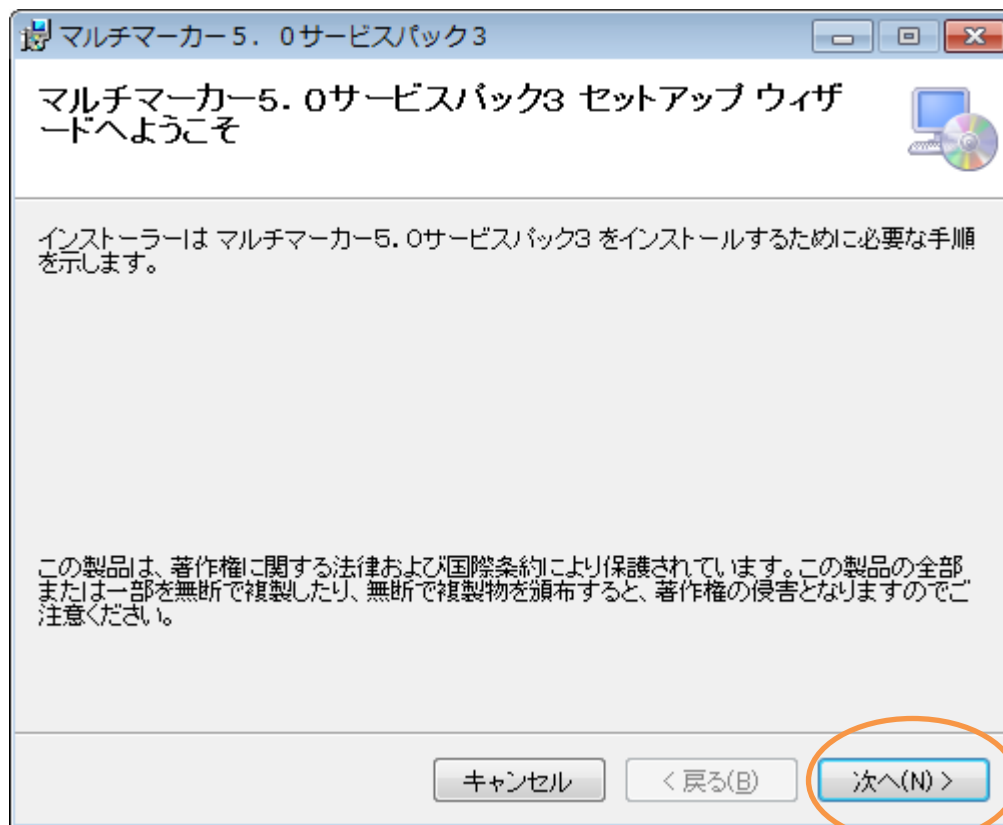 マルチマーカー５．０サービスパック３
マルチマーカー5．0サービスパック3 セットアップ ウィザ
ードへようこそ
インストーラーは マルチマーカー5．0サービスパック3 をインストールするために必要な手順
を示します。
この製品は、著作権に関する法律および国際条約により保護されています。この製品の全部
または一部を無断で複製したり、無断で複製物を頒布すると、著作権の侵害となりますのでご
注意ください。
キャンセル
< 戻る(B)
次へ(N) >